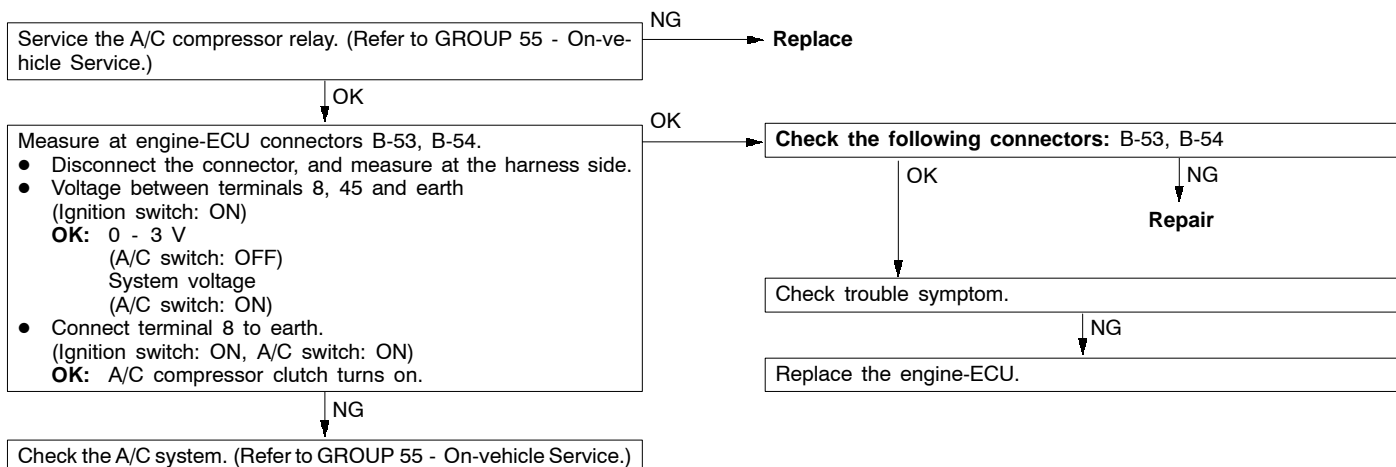 Service the A/C compressor relay. (Refer to GROUP 55 - On-ve-
hicle Service.)
NG
Replace
OK
Measure at engine-ECU connectors B-53, B-54.
● Disconnect the connector, and measure at the harness side.
● Voltage between terminals 8, 45 and earth
(Ignition switch: ON)
OK: 0 - 3 V
(A/C switch: OFF)
System voltage
(A/C switch: ON)
● Connect terminal 8 to earth.
(Ignition switch: ON, A/C switch: ON)
OK: A/C compressor clutch turns on.
OK
Check the following connectors: B-53, B-54
OK
NG
Repair
Check trouble symptom.
NG
Replace the engine-ECU.
NG
Check the A/C system. (Refer to GROUP 55 - On-vehicle Service.)